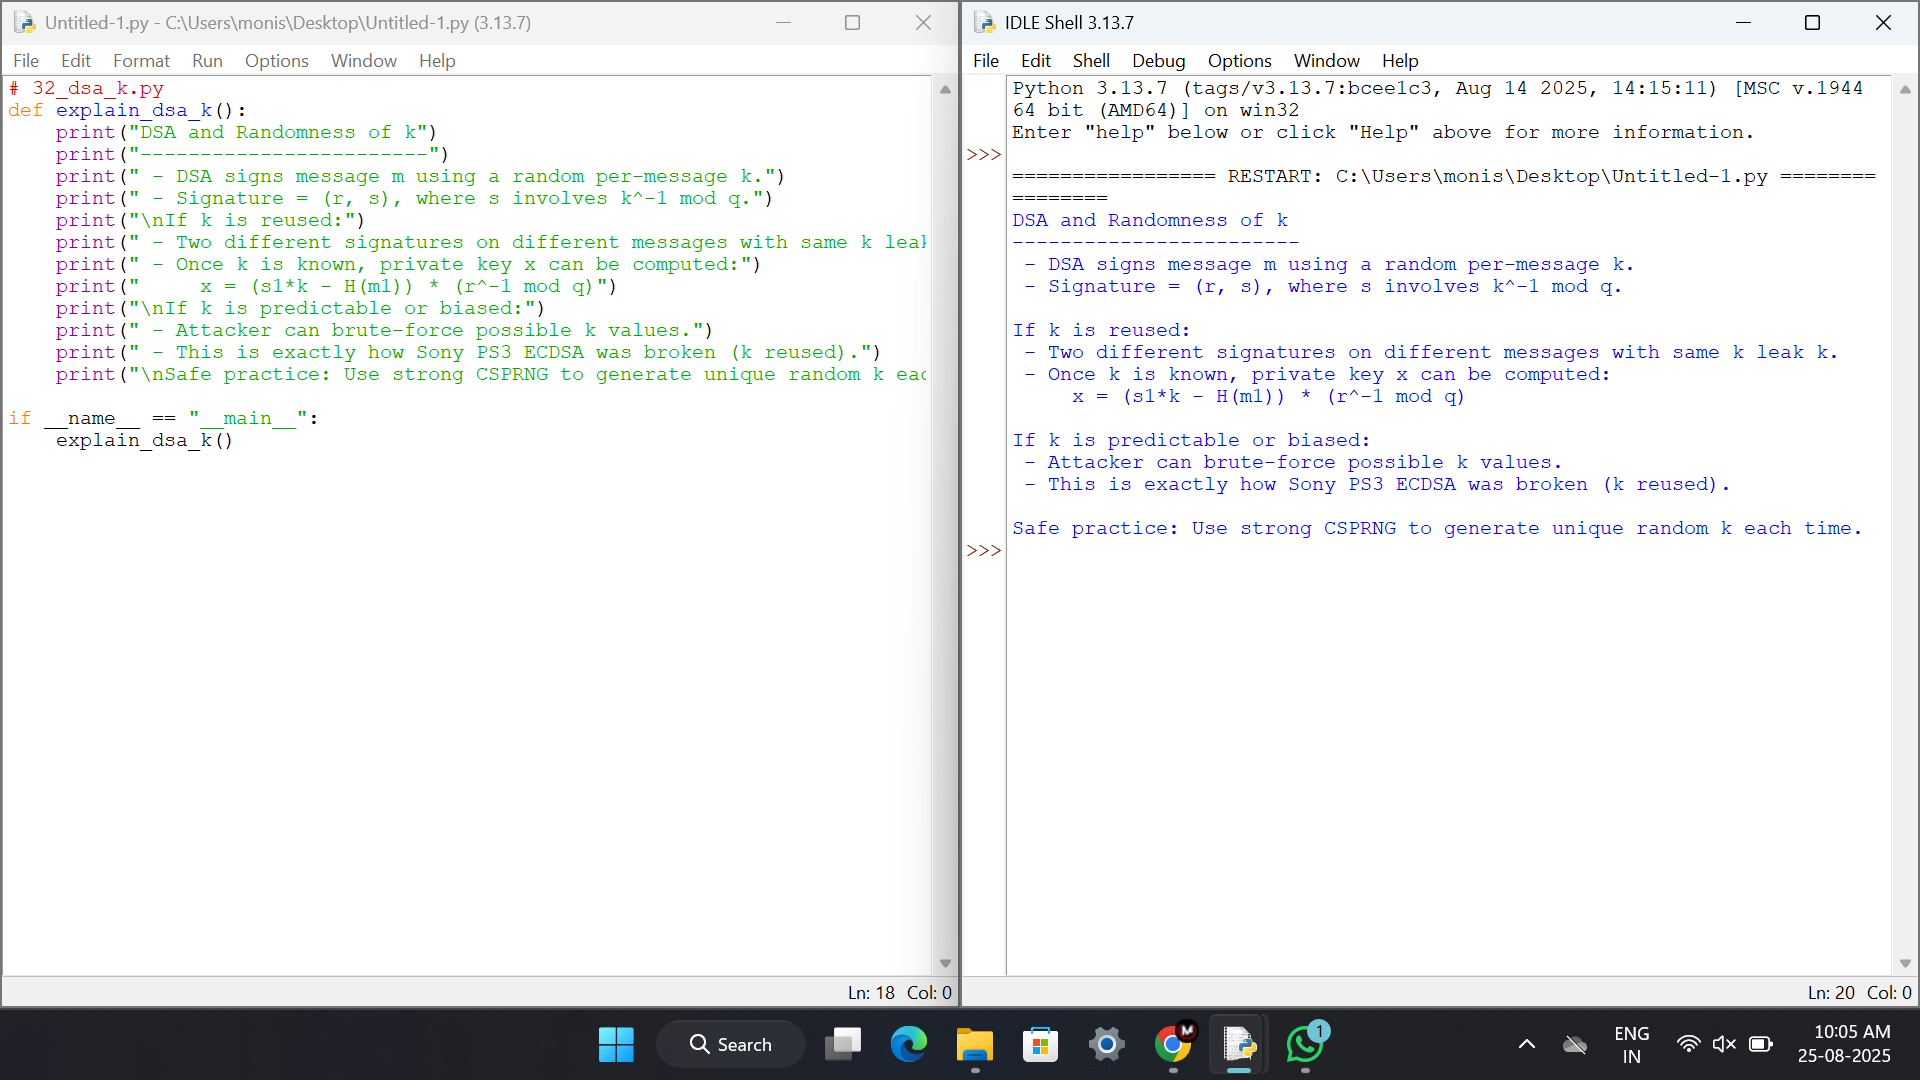 Untitled-1.py - C:\Users\monis\Desktop\Untitled-1.py (3.13.7)
File Edit Format Run Options Window Help
# 32_dsa_k.py
def explain_dsa_k():
    print("DSA and Randomness of k")
    print("------------------------")
    print(" - DSA signs message m using a random per-message k.")
    print(" - Signature = (r, s), where s involves k^-1 mod q.")
    print("\nIf k is reused:")
    print(" - Two different signatures on different messages with same k leak
    print(" - Once k is known, private key x can be computed:")
    print("     x = (s1*k - H(m1)) * (r^-1 mod q)")
    print("\nIf k is predictable or biased:")
    print(" - Attacker can brute-force possible k values.")
    print(" - This is exactly how Sony PS3 ECDSA was broken (k reused).")
    print("\nSafe practice: Use strong CSPRNG to generate unique random k eac
if __name__ == "__main__":
    explain_dsa_k()
Ln: 18 Col: 0
IDLE Shell 3.13.7
File Edit Shell Debug Options Window Help
Python 3.13.7 (tags/v3.13.7:bcee1c3, Aug 14 2025, 14:15:11) [MSC v.1944
64 bit (AMD64)] on win32
Enter "help" below or click "Help" above for more information.
>>>
================= RESTART: C:\Users\monis\Desktop\Untitled-1.py ========
========
DSA and Randomness of k
------------------------
 - DSA signs message m using a random per-message k.
 - Signature = (r, s), where s involves k^-1 mod q.
If k is reused:
 - Two different signatures on different messages with same k leak k.
 - Once k is known, private key x can be computed:
     x = (s1*k - H(m1)) * (r^-1 mod q)
If k is predictable or biased:
 - Attacker can brute-force possible k values.
 - This is exactly how Sony PS3 ECDSA was broken (k reused).
Safe practice: Use strong CSPRNG to generate unique random k each time.
>>>
Ln: 20 Col: 0
Search
M
1
ENG
IN
10:05 AM
25-08-2025